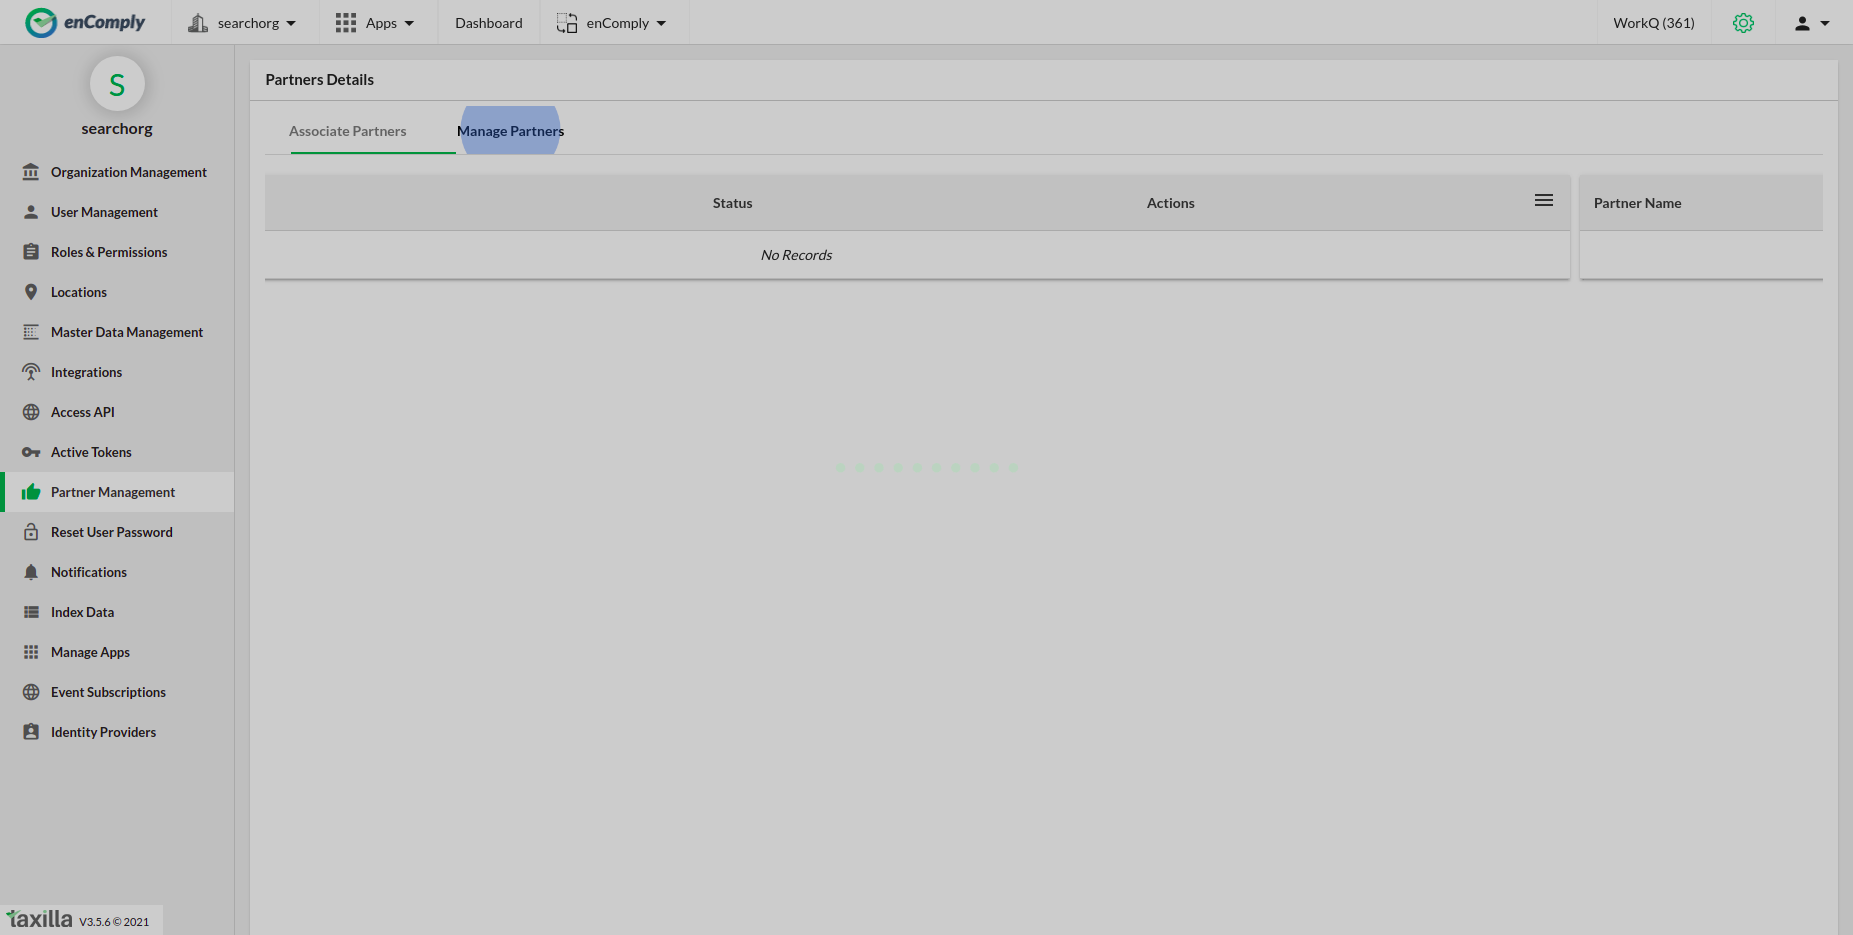 enComply
searchorg
Apps
Dashboard
enComply
WorkQ (361)
S
searchorg
Organization Management
User Management
Roles & Permissions
Locations
Master Data Management
Integrations
Access API
Active Tokens
Partner Management
Reset User Password
Notifications
Index Data
Manage Apps
Event Subscriptions
Identity Providers
taxilla V3.5.6 © 2021
Partners Details
Associate Partners
Manage Partners
Status
Actions
Partner Name
No Records